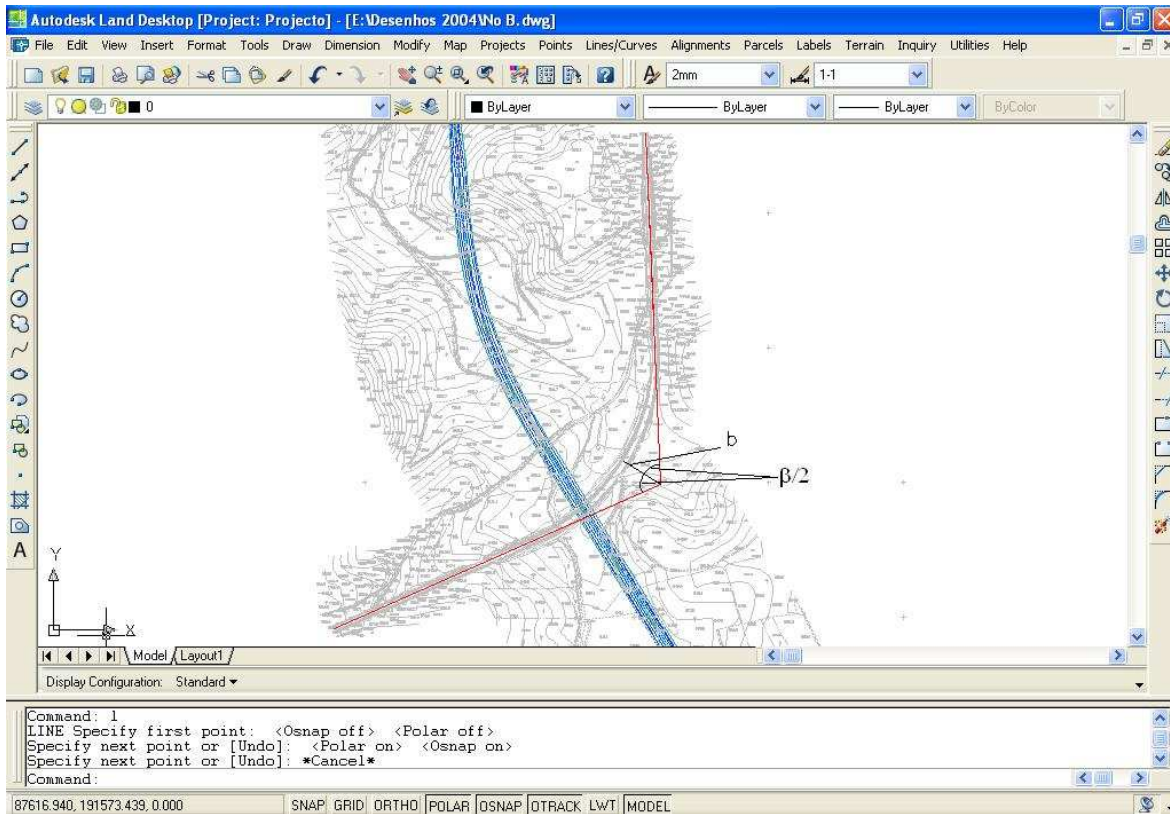 Autodesk Land Desktop [Project: Projecto] - [E:\Desenhos 2004\No B.dwg]
File Edit View Insert Format Tools Draw Dimension Modify Map Projects Points Lines/Curves Alignments Parcels Labels Terrain Inquiry Utilities Help
2mm 1-1
0 ByLayer ByLayer ByLayer ByColor
b
β/2
A
Y
X
Model Layout1
Display Configuration: Standard
Command: l
LINE Specify first point: <Osnap off> <Polar off>
Specify next point or [Undo]: <Polar on> <Osnap on>
Specify next point or [Undo]: *Cancel*
Command:
87616.940, 191573.439, 0.000 SNAP GRID ORTHO POLAR OSNAP OTRACK LWT MODEL